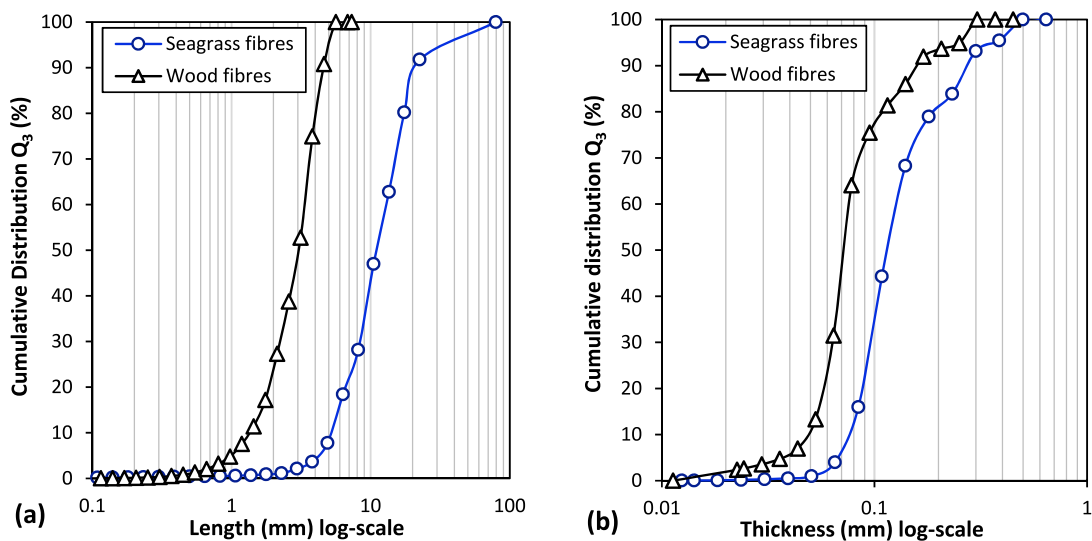 Cumulative Distribution Q3 (%)
100
90
80
70
60
50
40
30
20
10
0
Seagrass fibres
Wood fibres
0.1
1
10
100
(a)
Length (mm) log-scale
Cumulative distribution Q3 (%)
100
90
80
70
60
50
40
30
20
10
0
Seagrass fibres
Wood fibres
0.01
0.1
1
(b)
Thickness (mm) log-scale